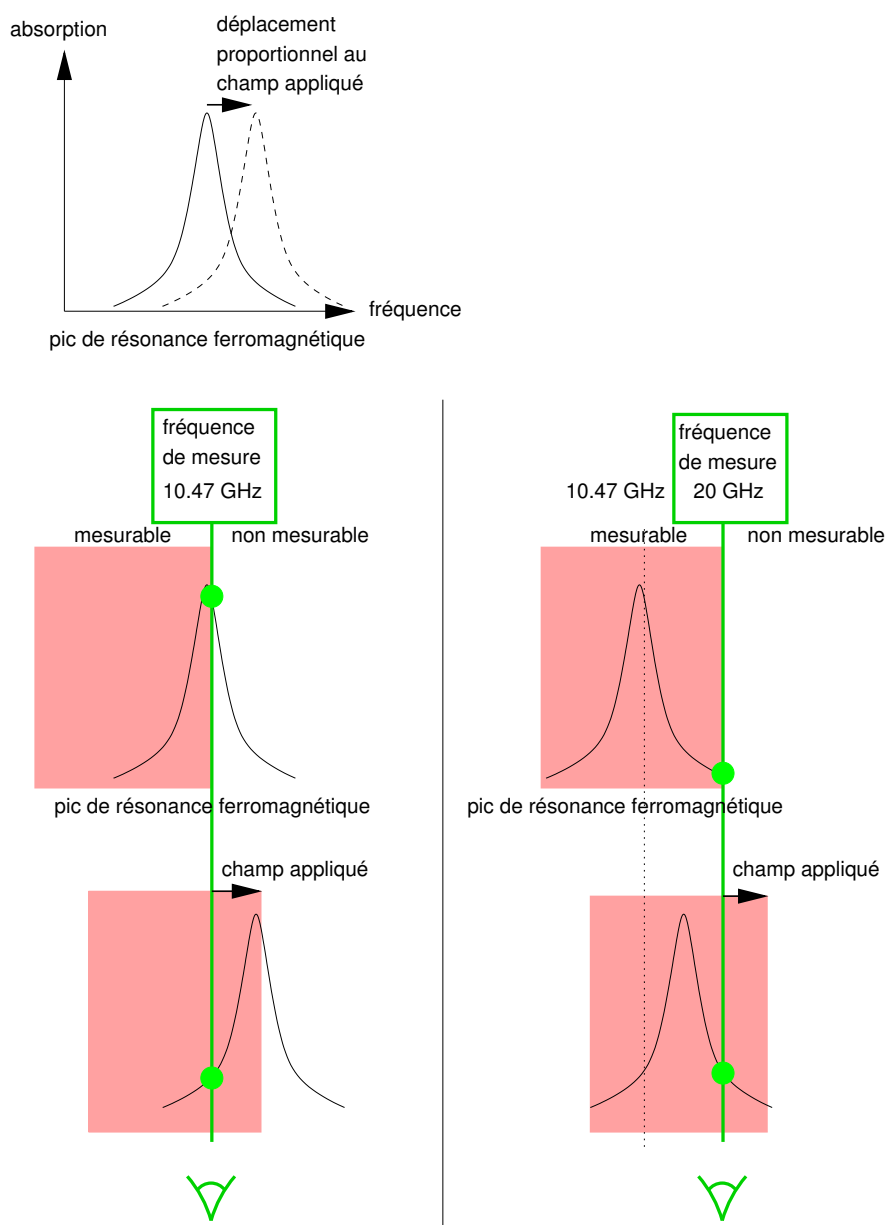 absorption
déplacement
proportionnel au
champ appliqué
fréquence
pic de résonance ferromagnétique
fréquence
de mesure
10.47 GHz
mesurable
non mesurable
pic de résonance ferromagnétique
champ appliqué
fréquence
de mesure
10.47 GHz
20 GHz
mesurable
non mesurable
pic de résonance ferromagnétique
champ appliqué